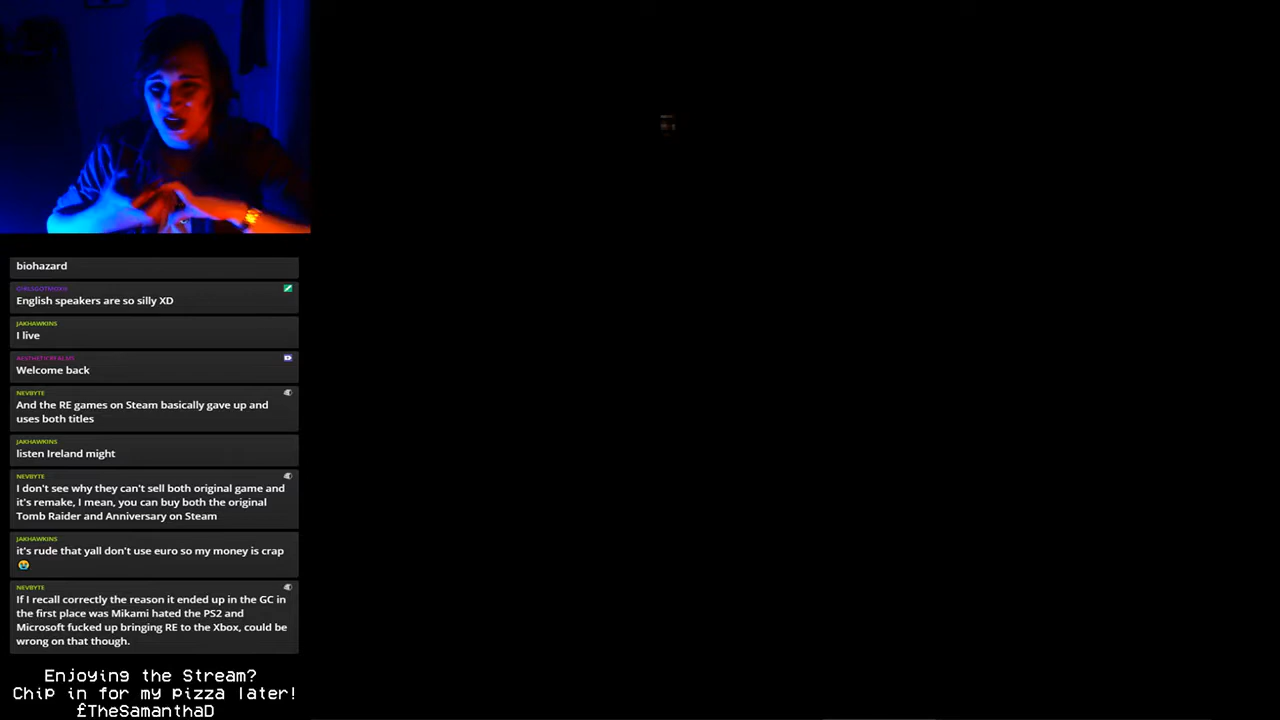 biohazard
English speakers are so silly XD
JAKHAWKINS
I live
Welcome back
NEVBYTE
And the RE games on Steam basically gave up and
uses both titles
JAKHAWKINS
listen Ireland might
NEVBYTE
I don't see why they can't sell both original game and
it's remake, I mean, you can buy both the original
Tomb Raider and Anniversary on Steam
JAKHAWKINS
it's rude that yall don't use euro so my money is crap
😭
NEVBYTE
If I recall correctly the reason it ended up in the GC in
the first place was Mikami hated the PS2 and
Microsoft fucked up bringing RE to the Xbox, could be
wrong on that though.
Enjoying the Stream?
Chip in for my pizza later!
£TheSamanthaD